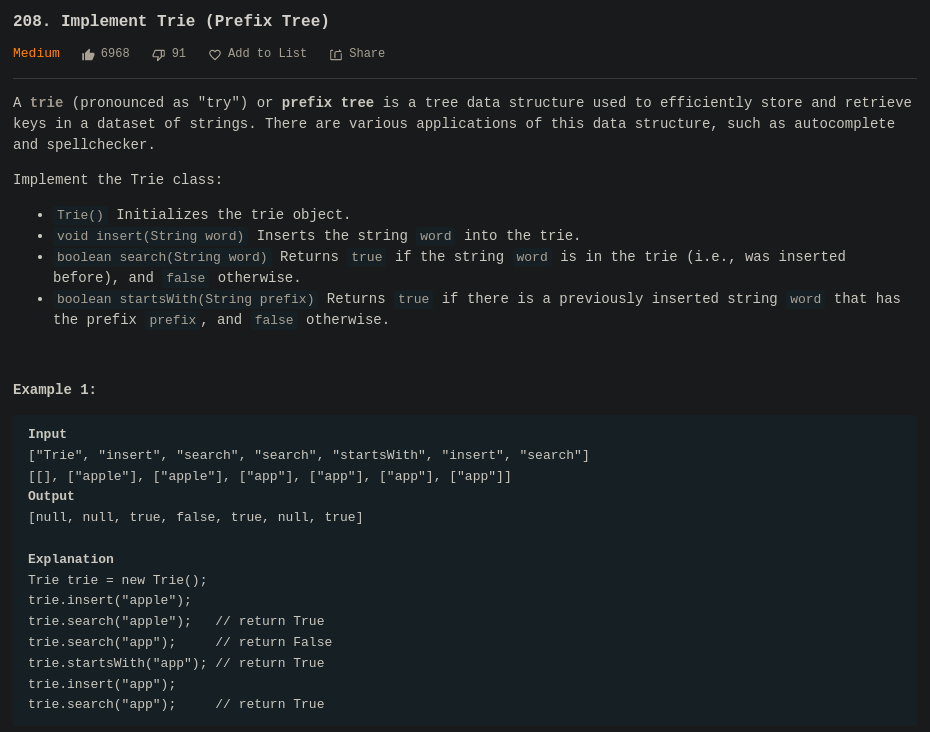 208. Implement Trie (Prefix Tree)
Medium 6968 91 Add to List Share
A trie (pronounced as "try") or prefix tree is a tree data structure used to efficiently store and retrieve
keys in a dataset of strings. There are various applications of this data structure, such as autocomplete
and spellchecker.
Implement the Trie class:
• Trie() Initializes the trie object.
• void insert(String word) Inserts the string word into the trie.
• boolean search(String word) Returns true if the string word is in the trie (i.e., was inserted
before), and false otherwise.
• boolean startsWith(String prefix) Returns true if there is a previously inserted string word that has
the prefix prefix, and false otherwise.
Example 1:
Input
["Trie", "insert", "search", "search", "startsWith", "insert", "search"]
[[], ["apple"], ["apple"], ["app"], ["app"], ["app"], ["app"]]
Output
[null, null, true, false, true, null, true]
Explanation
Trie trie = new Trie();
trie.insert("apple");
trie.search("apple");   // return True
trie.search("app");     // return False
trie.startsWith("app"); // return True
trie.insert("app");
trie.search("app");     // return True